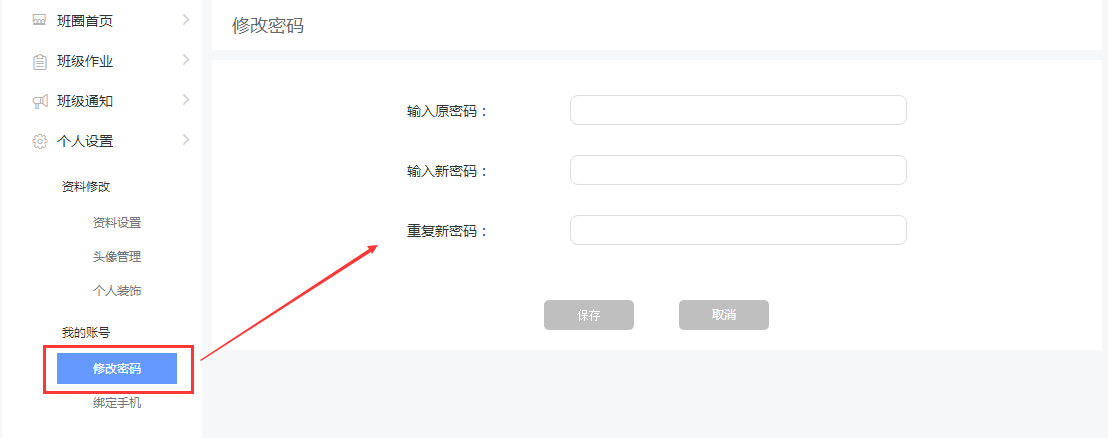 班圈首页
班级作业
班级通知
个人设置
资料修改
资料设置
头像管理
个人装饰
我的账号
修改密码
绑定手机
修改密码
输入原密码：
输入新密码：
重复新密码：
保存
取消